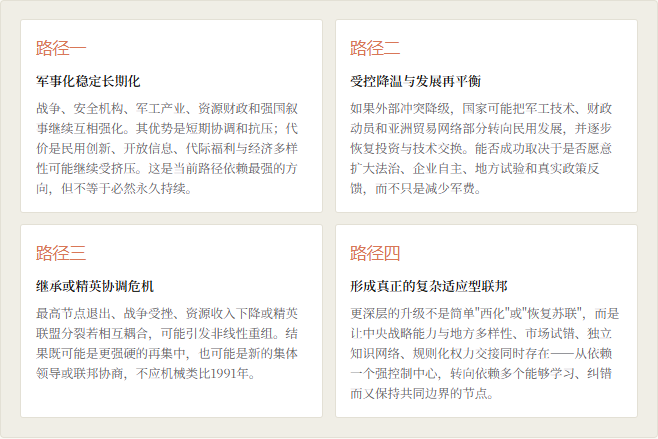 路径一
军事化稳定长期化
战争、安全机构、军工产业、资源财政和强国叙
事继续互相强化。其优势是短期协调和抗压；代
价是民用创新、开放信息、代际福利与经济多样
性可能继续受挤压。这是当前路径依赖最强的方
向，但不等于必然永久持续。
路径二
受控降温与发展再平衡
如果外部冲突降级，国家可能把军工技术、财政
动员和亚洲贸易网络部分转向民用发展，并逐步
恢复投资与技术交换。能否成功取决于是否愿意
扩大法治、企业自主、地方试验和真实政策反
馈，而不只是减少军费。
路径三
继承或精英协调危机
最高节点退出、战争受挫、资源收入下降或精英
联盟分裂若相互耦合，可能引发非线性重组。结
果既可能是更强硬的再集中，也可能是新的集体
领导或联邦协商，不应机械类比1991年。
路径四
形成真正的复杂适应型联邦
更深层的升级不是简单"西化"或"恢复苏联"，而是
让中央战略能力与地方多样性、市场试错、独立
知识网络、规则化权力交接同时存在——从依赖
一个强控制中心，转向依赖多个能够学习、纠错
而又保持共同边界的节点。